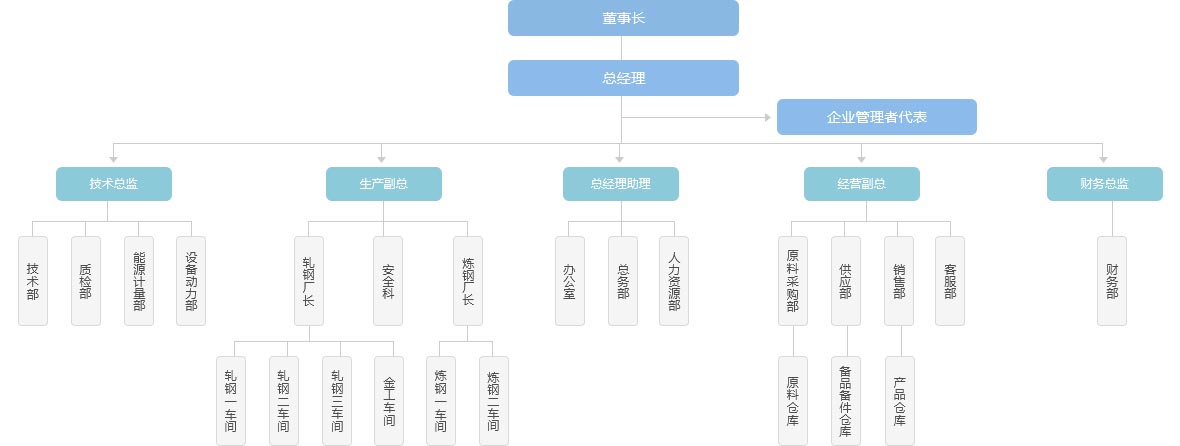 董事长
总经理
企业管理者代表
技术总监
生产副总
总经理助理
经营副总
财务总监
技术部
质检部
能源计量部
设备动力部
轧钢厂长
安全科
炼钢厂长
办公室
总务部
人力资源部
原料采购部
供应部
销售部
客服部
财务部
轧钢一车间
轧钢二车间
轧钢三车间
金工车间
炼钢一车间
炼钢二车间
原料仓库
备品备件仓库
产品仓库